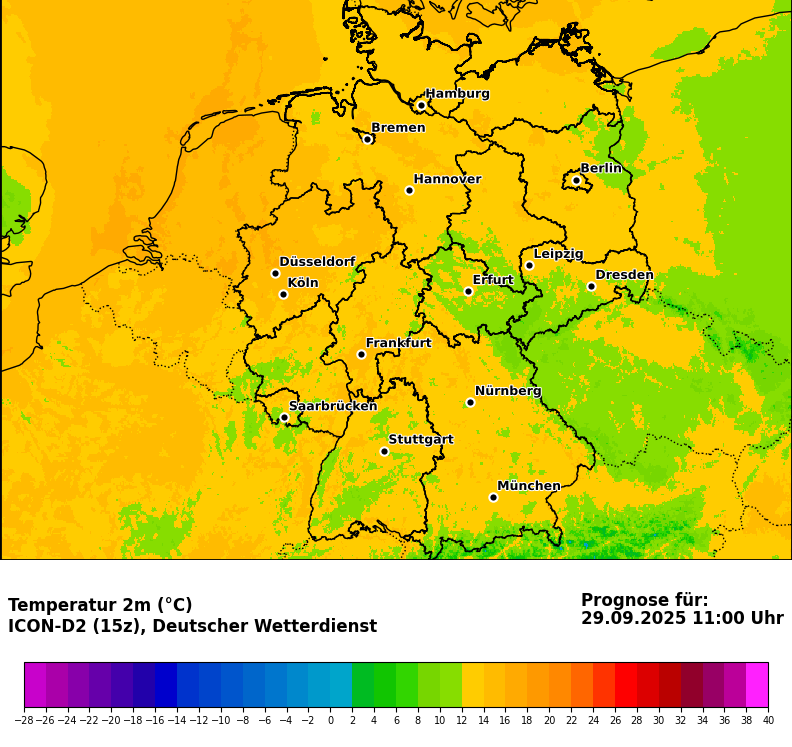 Hamburg
Bremen
Hannover
Berlin
Düsseldorf
Leipzig
Köln
Erfurt
Dresden
Frankfurt
Nürnberg
Saarbrücken
Stuttgart
München
Temperatur 2m (°C)
ICON-D2 (15z), Deutscher Wetterdienst
Prognose für:
29.09.2025 11:00 Uhr
−28 −26 −24 −22 −20 −18 −16 −14 −12 −10 −8 −6 −4 −2 0 2 4 6 8 10 12 14 16 18 20 22 24 26 28 30 32 34 36 38 40